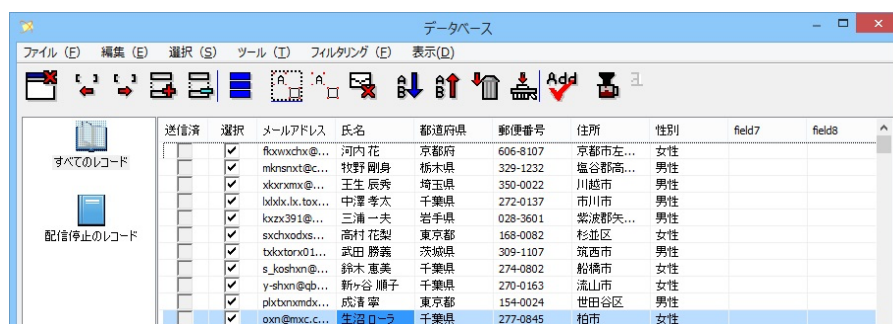 データベース
ファイル (F) 編集 (E) 選択 (S) ツール (T) フィルタリング (F) 表示(D)
Add
すべてのレコード
配信停止のレコード
送信済 選択 メールアドレス 氏名 都道府県 郵便番号 住所 性別 field7 field8
fkxwxchx@... 河内 花 京都府 606-8107 京都市左... 女性
mknsnxt@c... 牧野 剛身 栃木県 329-1232 塩谷郡高... 男性
xkxrxmx@... 王生 辰秀 埼玉県 350-0022 川越市 男性
lxlxlx.lx.tox... 中澤 孝太 千葉県 272-0137 市川市 男性
kxzx391@... 三浦 一夫 岩手県 028-3601 紫波郡矢... 男性
sxchxodxs... 高村 花梨 東京都 168-0082 杉並区 女性
txkxtorx01... 武田 勝義 茨城県 309-1107 筑西市 男性
s_koshxn@... 鈴木 恵美 千葉県 274-0802 船橋市 女性
y-shxn@qb... 新ヶ谷 順子 千葉県 270-0163 流山市 女性
plxtxnxmdx... 成清 寧 東京都 154-0024 世田谷区 男性
oxn@mxc.c... 生沼 ローラ 千葉県 277-0845 柏市 女性